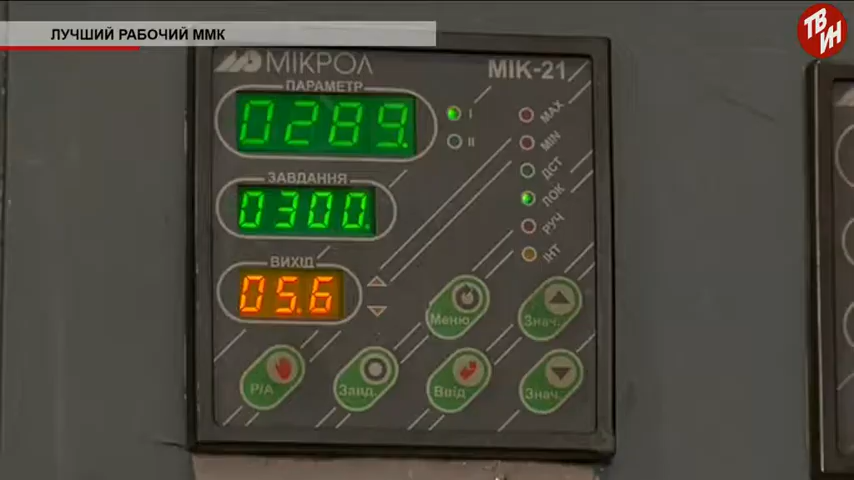 ЛУЧШИЙ РАБОЧИЙ ММК
ТВ
ИН
МІКРОЛ
МІК-21
ПАРАМЕТР
0289.
I
II
MAX
MIN
ДСТ
ЛОК
РУЧ
ІНТ
ЗАВДАННЯ
0300.
ВИХІД
05.6
Меню
Знач.
Р/А
Завд.
Ввід
Знач.